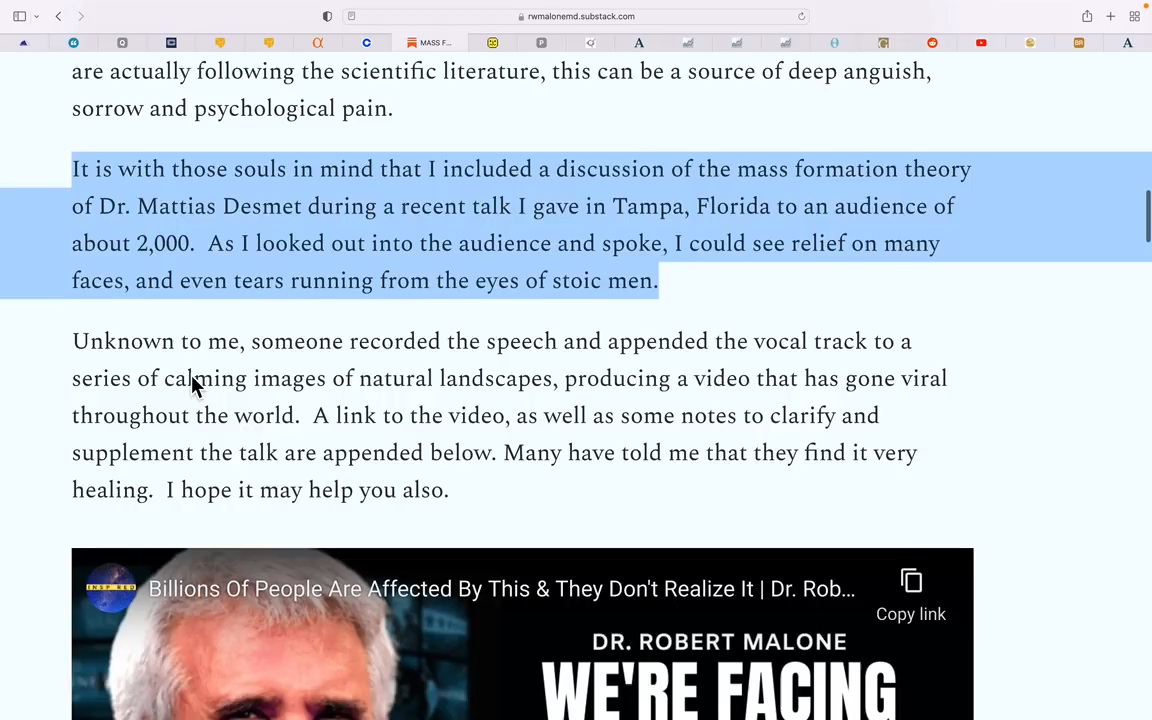 rwmalonemd.substack.com
MASS F...
are actually following the scientific literature, this can be a source of deep anguish,
sorrow and psychological pain.
It is with those souls in mind that I included a discussion of the mass formation theory
of Dr. Mattias Desmet during a recent talk I gave in Tampa, Florida to an audience of
about 2,000.  As I looked out into the audience and spoke, I could see relief on many
faces, and even tears running from the eyes of stoic men.
Unknown to me, someone recorded the speech and appended the vocal track to a
series of calming images of natural landscapes, producing a video that has gone viral
throughout the world.  A link to the video, as well as some notes to clarify and
supplement the talk are appended below. Many have told me that they find it very
healing.  I hope it may help you also.
INSP RED
Billions Of People Are Affected By This & They Don't Realize It | Dr. Rob...
Copy link
DR. ROBERT MALONE
WE'RE FACING